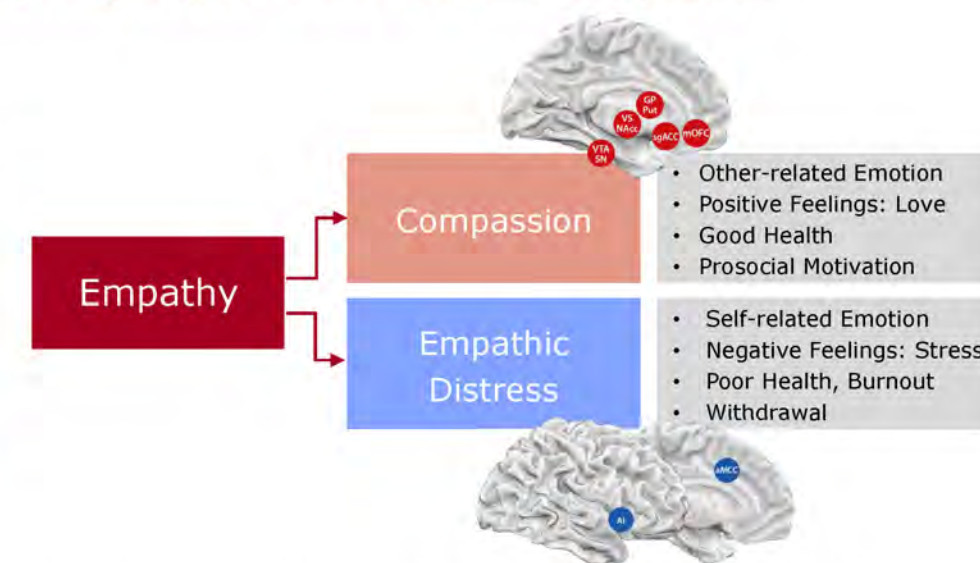 GP
Put
VS
NAcc
sgACC
mOFC
VTA
SN
Compassion
• Other-related Emotion
• Positive Feelings: Love
• Good Health
• Prosocial Motivation
Empathy
Empathic
Distress
• Self-related Emotion
• Negative Feelings: Stress
• Poor Health, Burnout
• Withdrawal
aMCC
AI